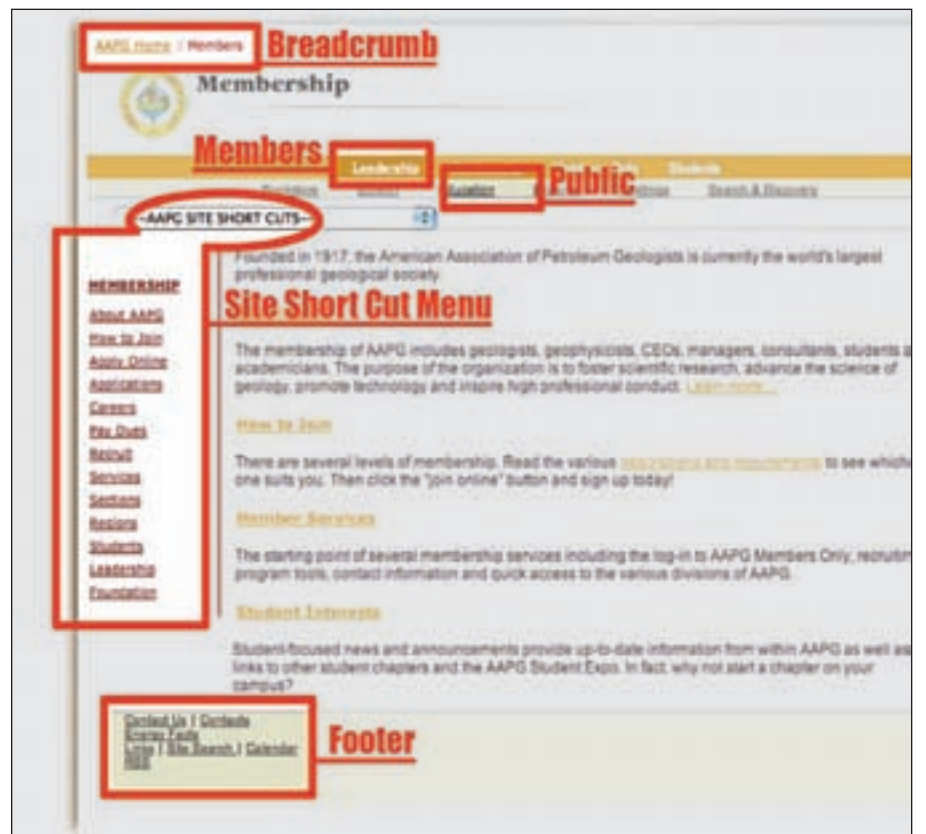 AAPG Home | Members
Breadcrumb
Membership
Members
Leadership
Students
Public
Search & Discovery
--AAPG SITE SHORT CUTS--
Founded in 1917, the American Association of Petroleum Geologists is currently the world's largest
professional geological society.
MEMBERSHIP
About AAPG
How to Join
Apply Online
Applications
Careers
Pay Dues
Recruit
Services
Sections
Regions
Students
Leadership
Foundation
Site Short Cut Menu
The membership of AAPG includes geologists, geophysicists, CEOs, managers, consultants, students a
academicians. The purpose of the organization is to foster scientific research, advance the science of
geology, promote technology and inspire high professional conduct. Learn more...
How to Join
There are several levels of membership. Read the various descriptions and requirements to see which
one suits you. Then click the "join online" button and sign up today!
Member Services
The starting point of several membership services including the log-in to AAPG Members Only, recruitin
program tools, contact information and quick access to the various divisions of AAPG.
Student Interests
Student-focused news and announcements provide up-to-date information from within AAPG as well as
links to other student chapters and the AAPG Student Expo. In fact, why not start a chapter on your
campus?
Contact Us | Contacts
Energy Facts
Links | Site Search | Calendar
RSS
Footer